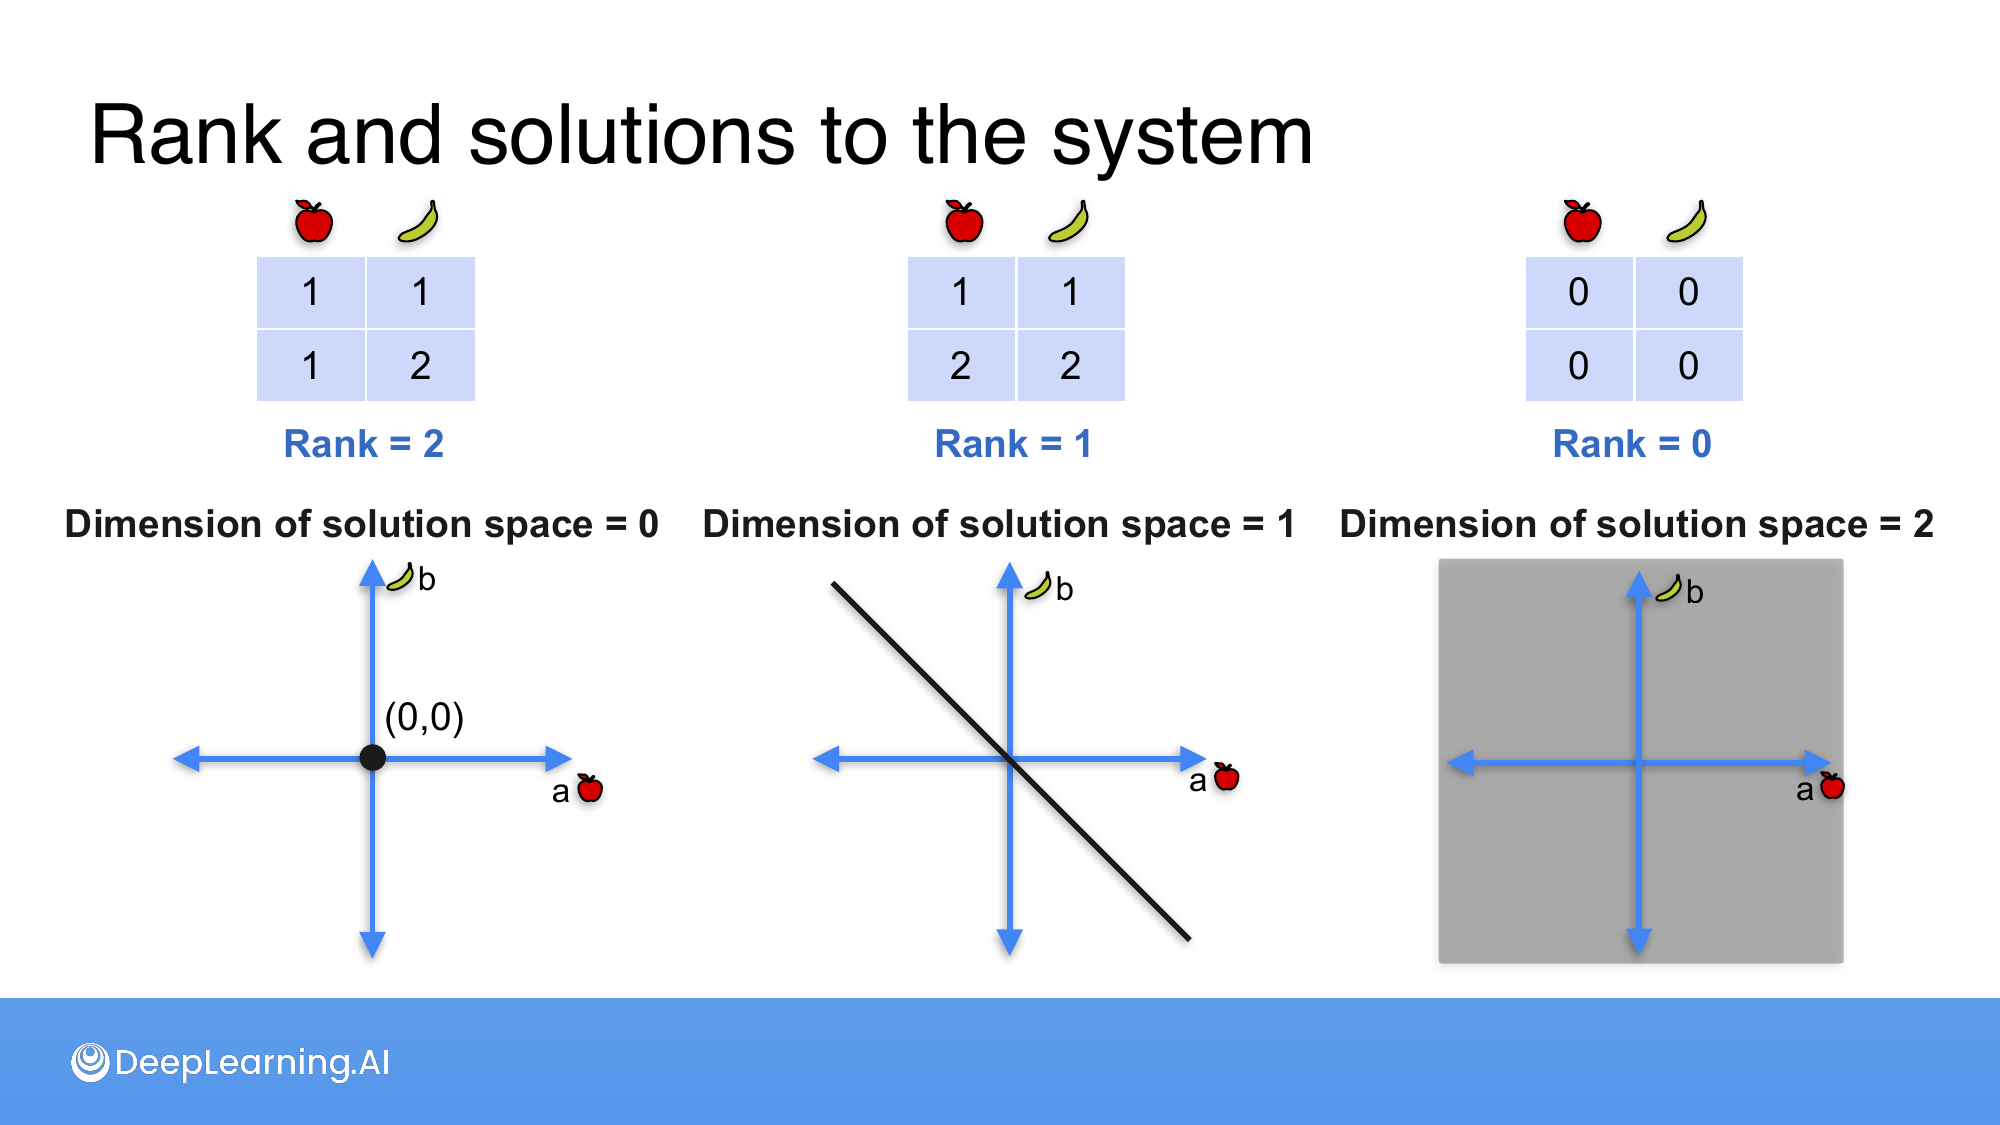 Rank and solutions to the system
1 1
1 2
1 1
2 2
0 0
0 0
Rank = 2
Rank = 1
Rank = 0
Dimension of solution space = 0
Dimension of solution space = 1
Dimension of solution space = 2
b
(0,0)
a
b
a
b
a
DeepLearning.AI